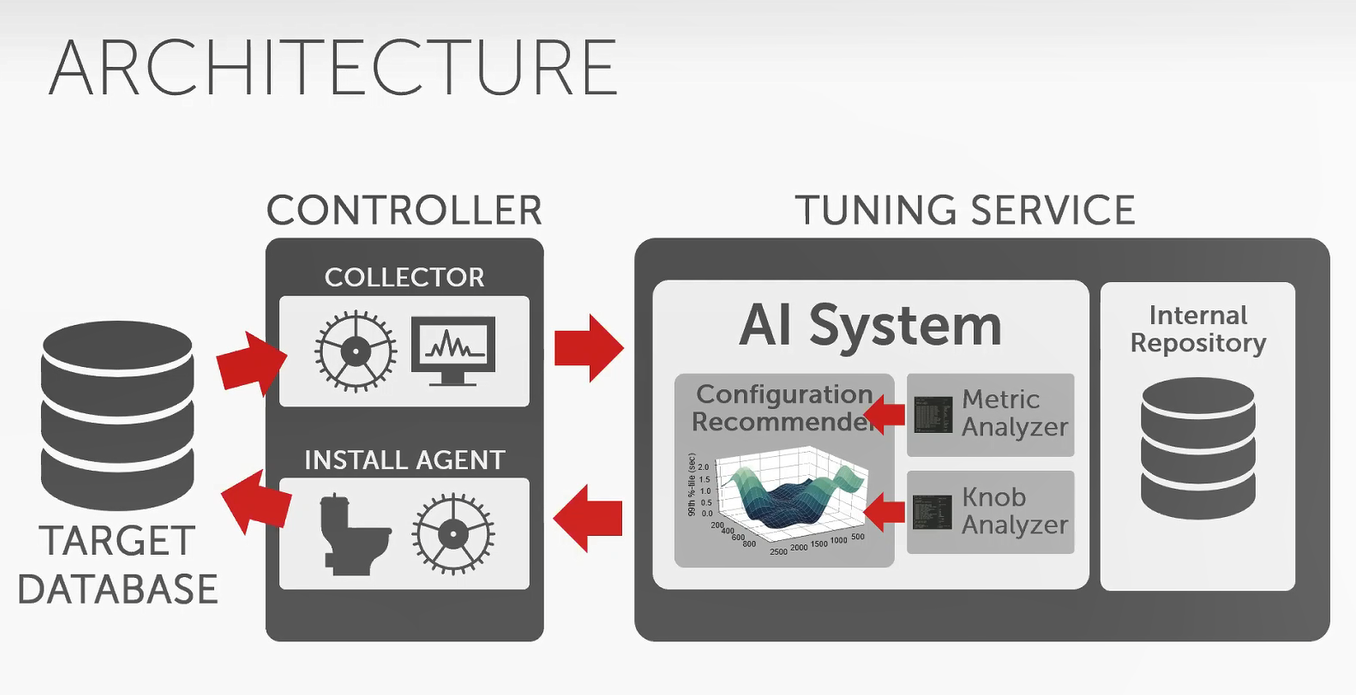 ARCHITECTURE
CONTROLLER
TUNING SERVICE
COLLECTOR
INSTALL AGENT
TARGET
DATABASE
AI System
Configuration
Recommender
99th %-tile (sec)
2.0
1.5
1.0
0.5
0.0
200
400
600
800
2500 2000 1500 1000 500
Metric
Analyzer
Knob
Analyzer
Internal
Repository